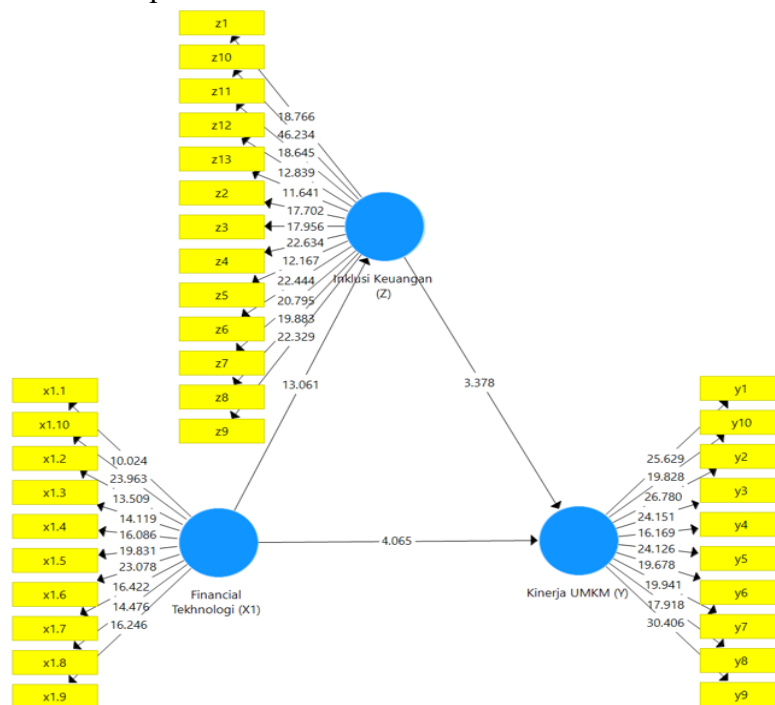 z1
z10
z11
z12
z13
z2
z3
z4
z5
z6
z7
z8
z9
18.766
46.234
18.645
12.839
11.641
17.702
17.956
22.634
12.167
22.444
20.795
19.883
22.329
Inklusi Keuangan
(Z)
13.061
3.378
x1.1
x1.10
x1.2
x1.3
x1.4
x1.5
x1.6
x1.7
x1.8
x1.9
10.024
23.963
13.509
14.119
16.086
19.831
23.078
16.422
14.476
16.246
Financial
Tekhnologi (X1)
4.065
Kinerja UMKM (Y)
25.629
19.828
26.780
24.151
16.169
24.126
19.678
19.941
17.918
30.406
y1
y10
y2
y3
y4
y5
y6
y7
y8
y9